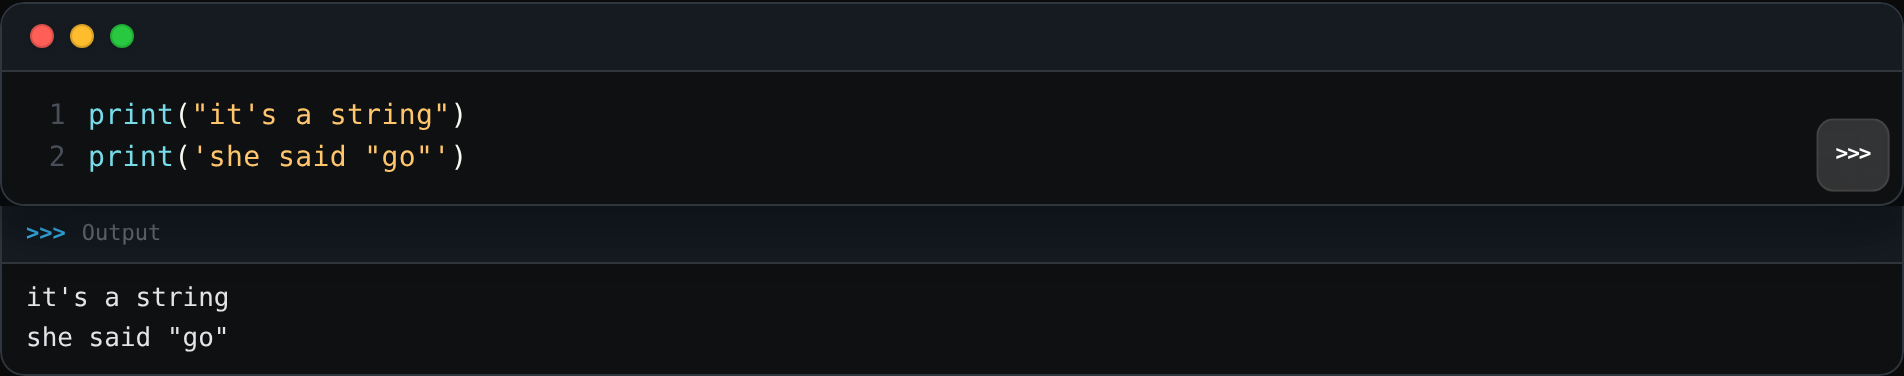 1 print("it's a string")
2 print('she said "go"')
>>>
>>> Output
it's a string
she said "go"